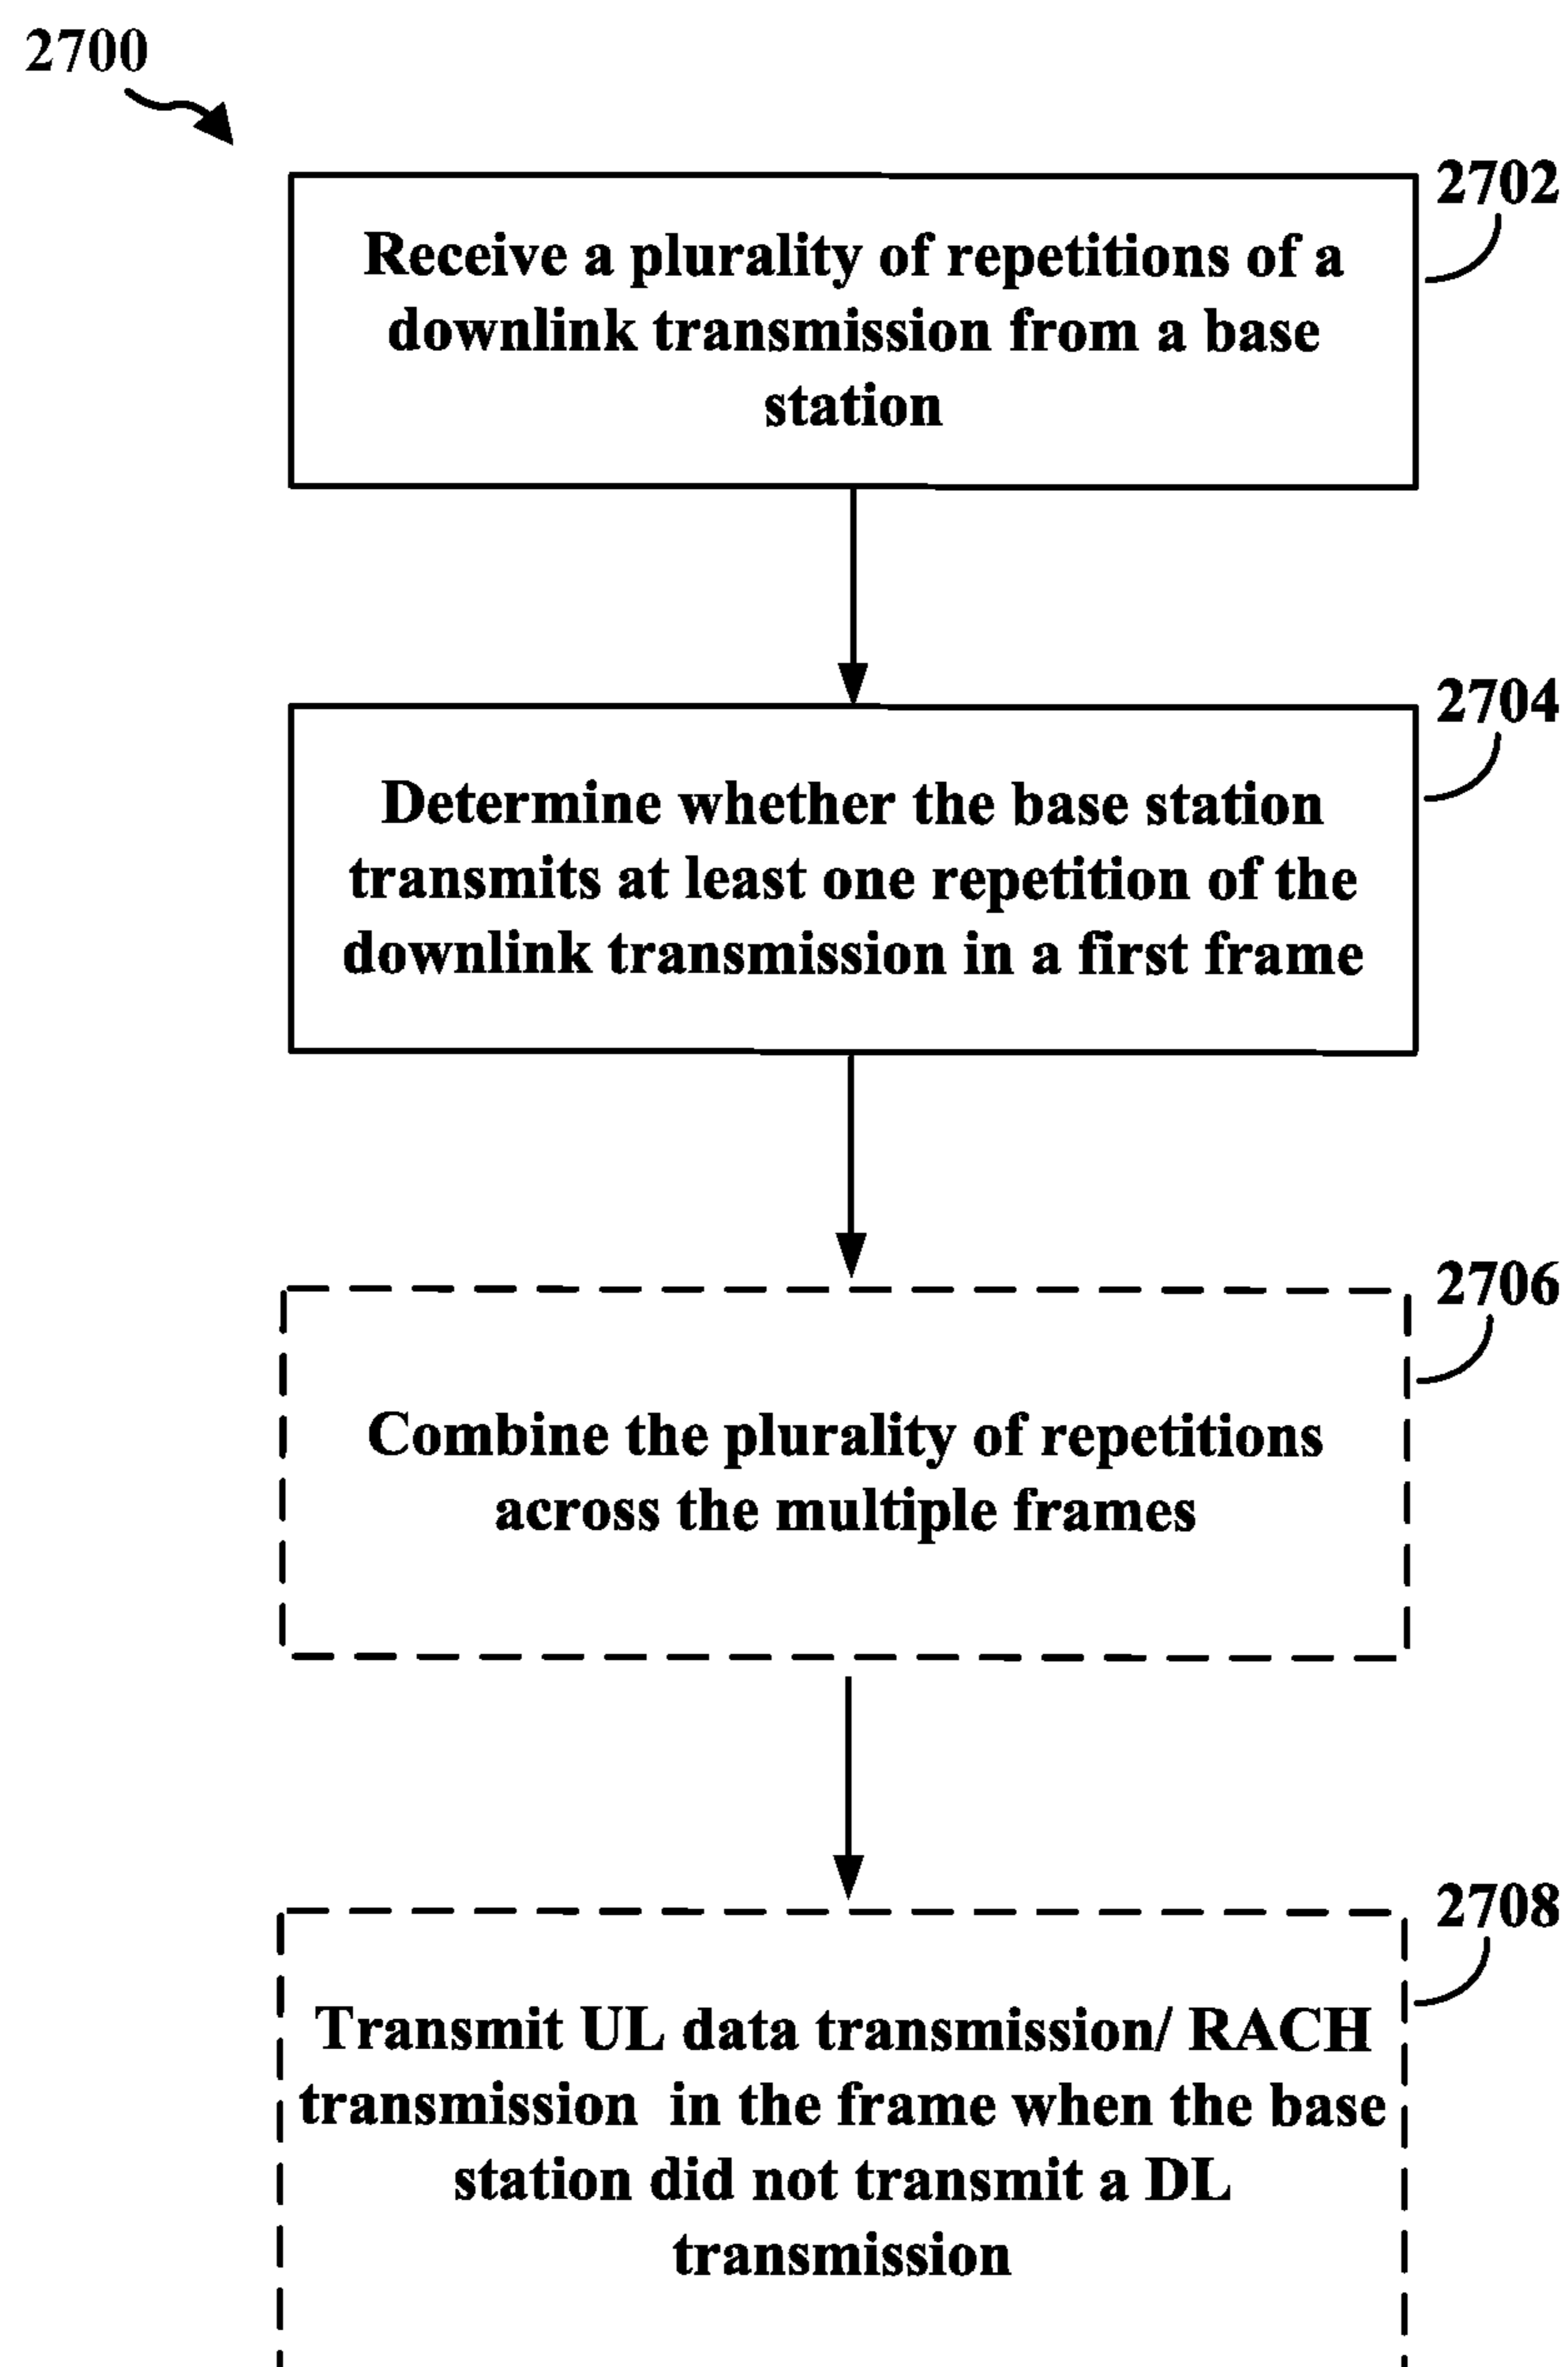 2700
2702
Receive a plurality of repetitions of a
downlink transmission from a base
station
2704
Determine whether the base station
transmits at least one repetition of the
downlink transmission in a first frame
2706
Combine the plurality of repetitions
across the multiple frames
2708
Transmit UL data transmission/ RACH
transmission in the frame when the base
station did not transmit a DL
transmission